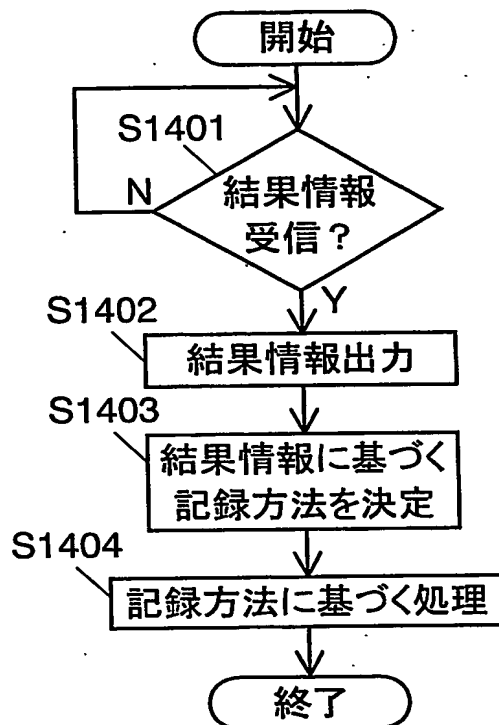 開始
S1401
N
結果情報
受信？
Y
S1402
結果情報出力
S1403
結果情報に基づく
記録方法を決定
S1404
記録方法に基づく処理
終了